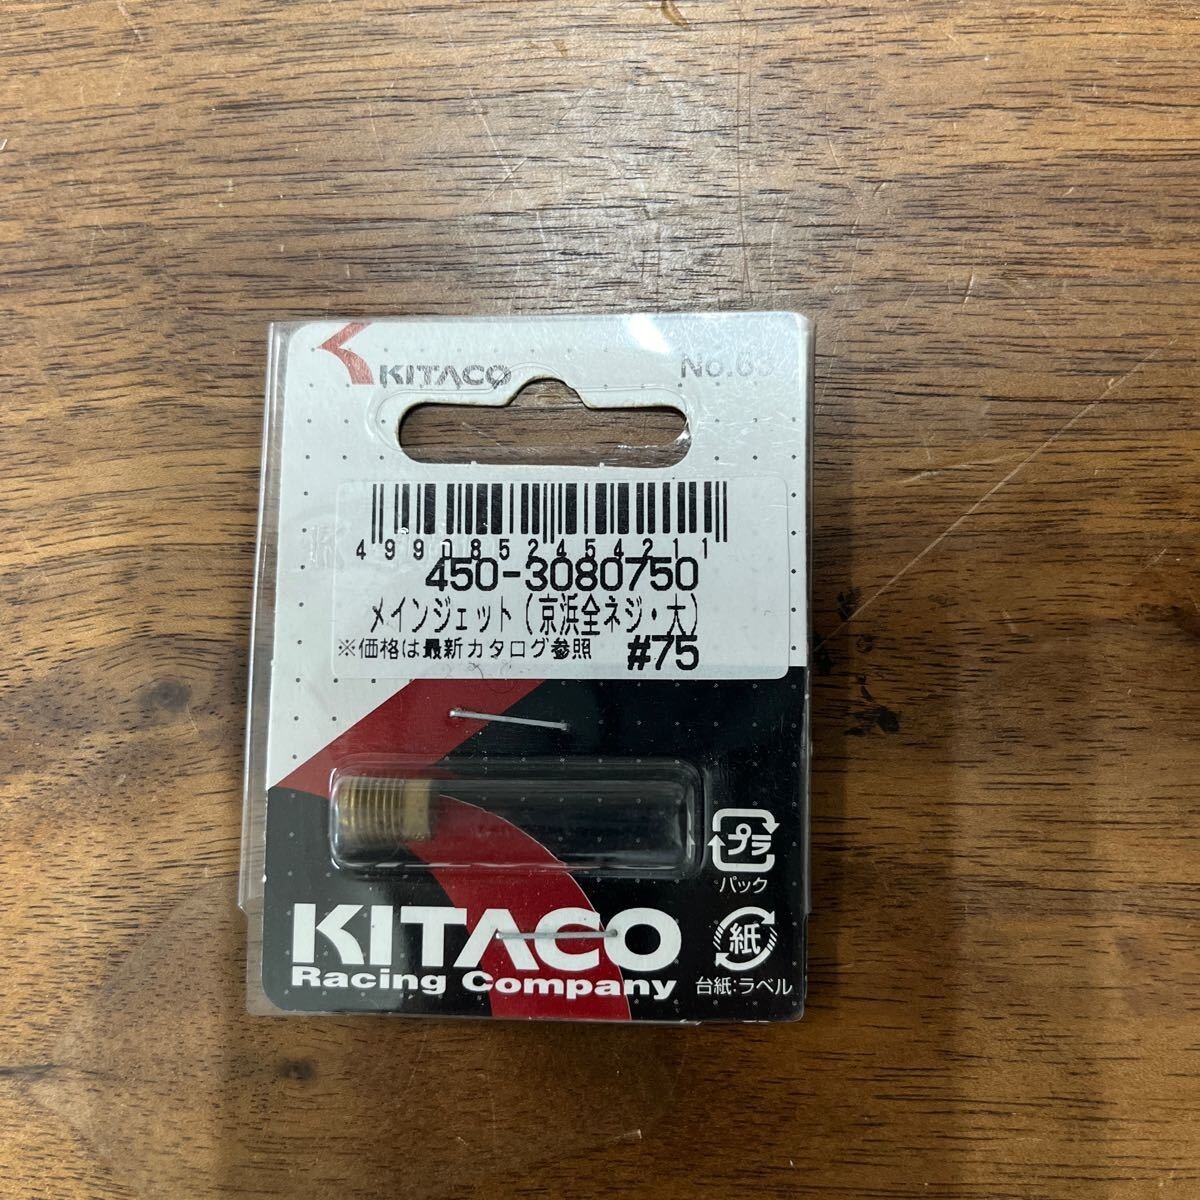 KITACO
4990852454211
450-3080750
メインジェット(京浜全ネジ・大)
※価格は最新カタログ参照 #75
プラ
パック
KITACO
紙
Racing Company
台紙:ラベル